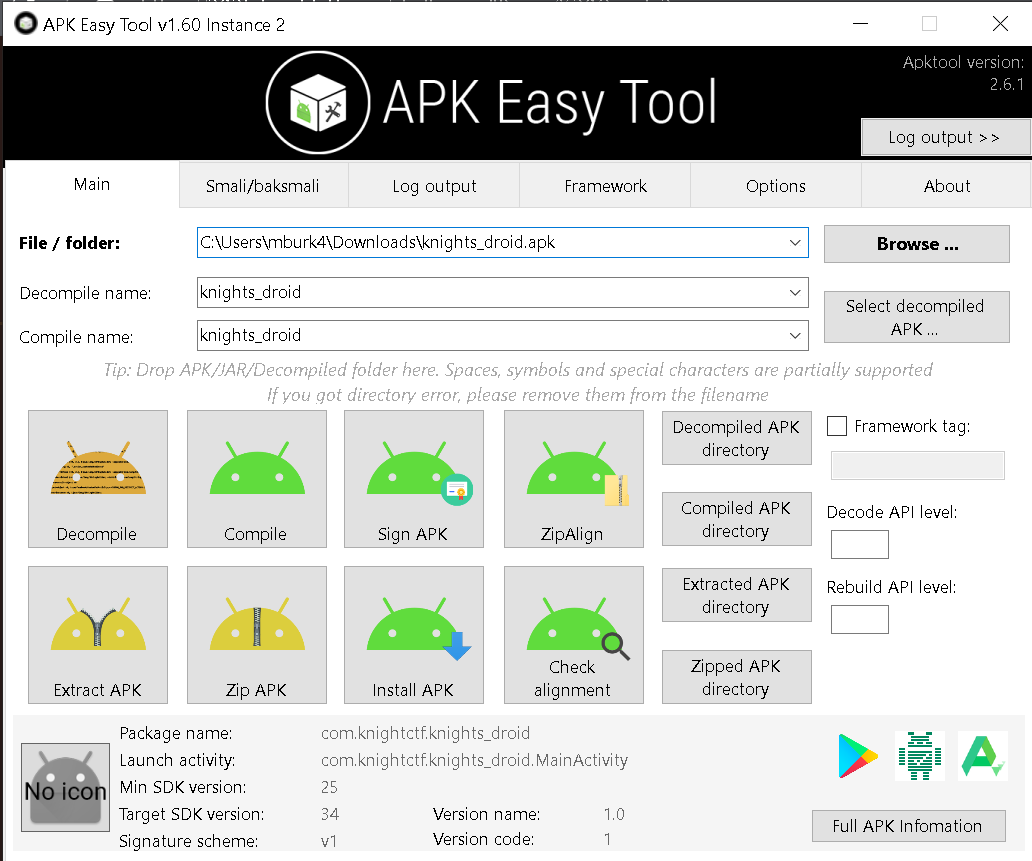 APK Easy Tool v1.60 Instance 2
APK Easy Tool
Apktool version:
2.6.1
Log output >>
Main
Smali/baksmali
Log output
Framework
Options
About
File / folder:
C:\Users\mburk4\Downloads\knights_droid.apk
Browse ...
Decompile name:
knights_droid
Select decompiled
APK ...
Compile name:
knights_droid
Tip: Drop APK/JAR/Decompiled folder here. Spaces, symbols and special characters are partially supported
If you got directory error, please remove them from the filename
Decompile
Compile
Sign APK
ZipAlign
Decompiled APK
directory
Compiled APK
directory
Framework tag:
Decode API level:
Extract APK
Zip APK
Install APK
Check
alignment
Extracted APK
directory
Zipped APK
directory
Rebuild API level:
No icon
Package name: com.knightctf.knights_droid
Launch activity: com.knightctf.knights_droid.MainActivity
Min SDK version: 25
Target SDK version: 34 Version name: 1.0
Signature scheme: v1 Version code: 1
Full APK Infomation